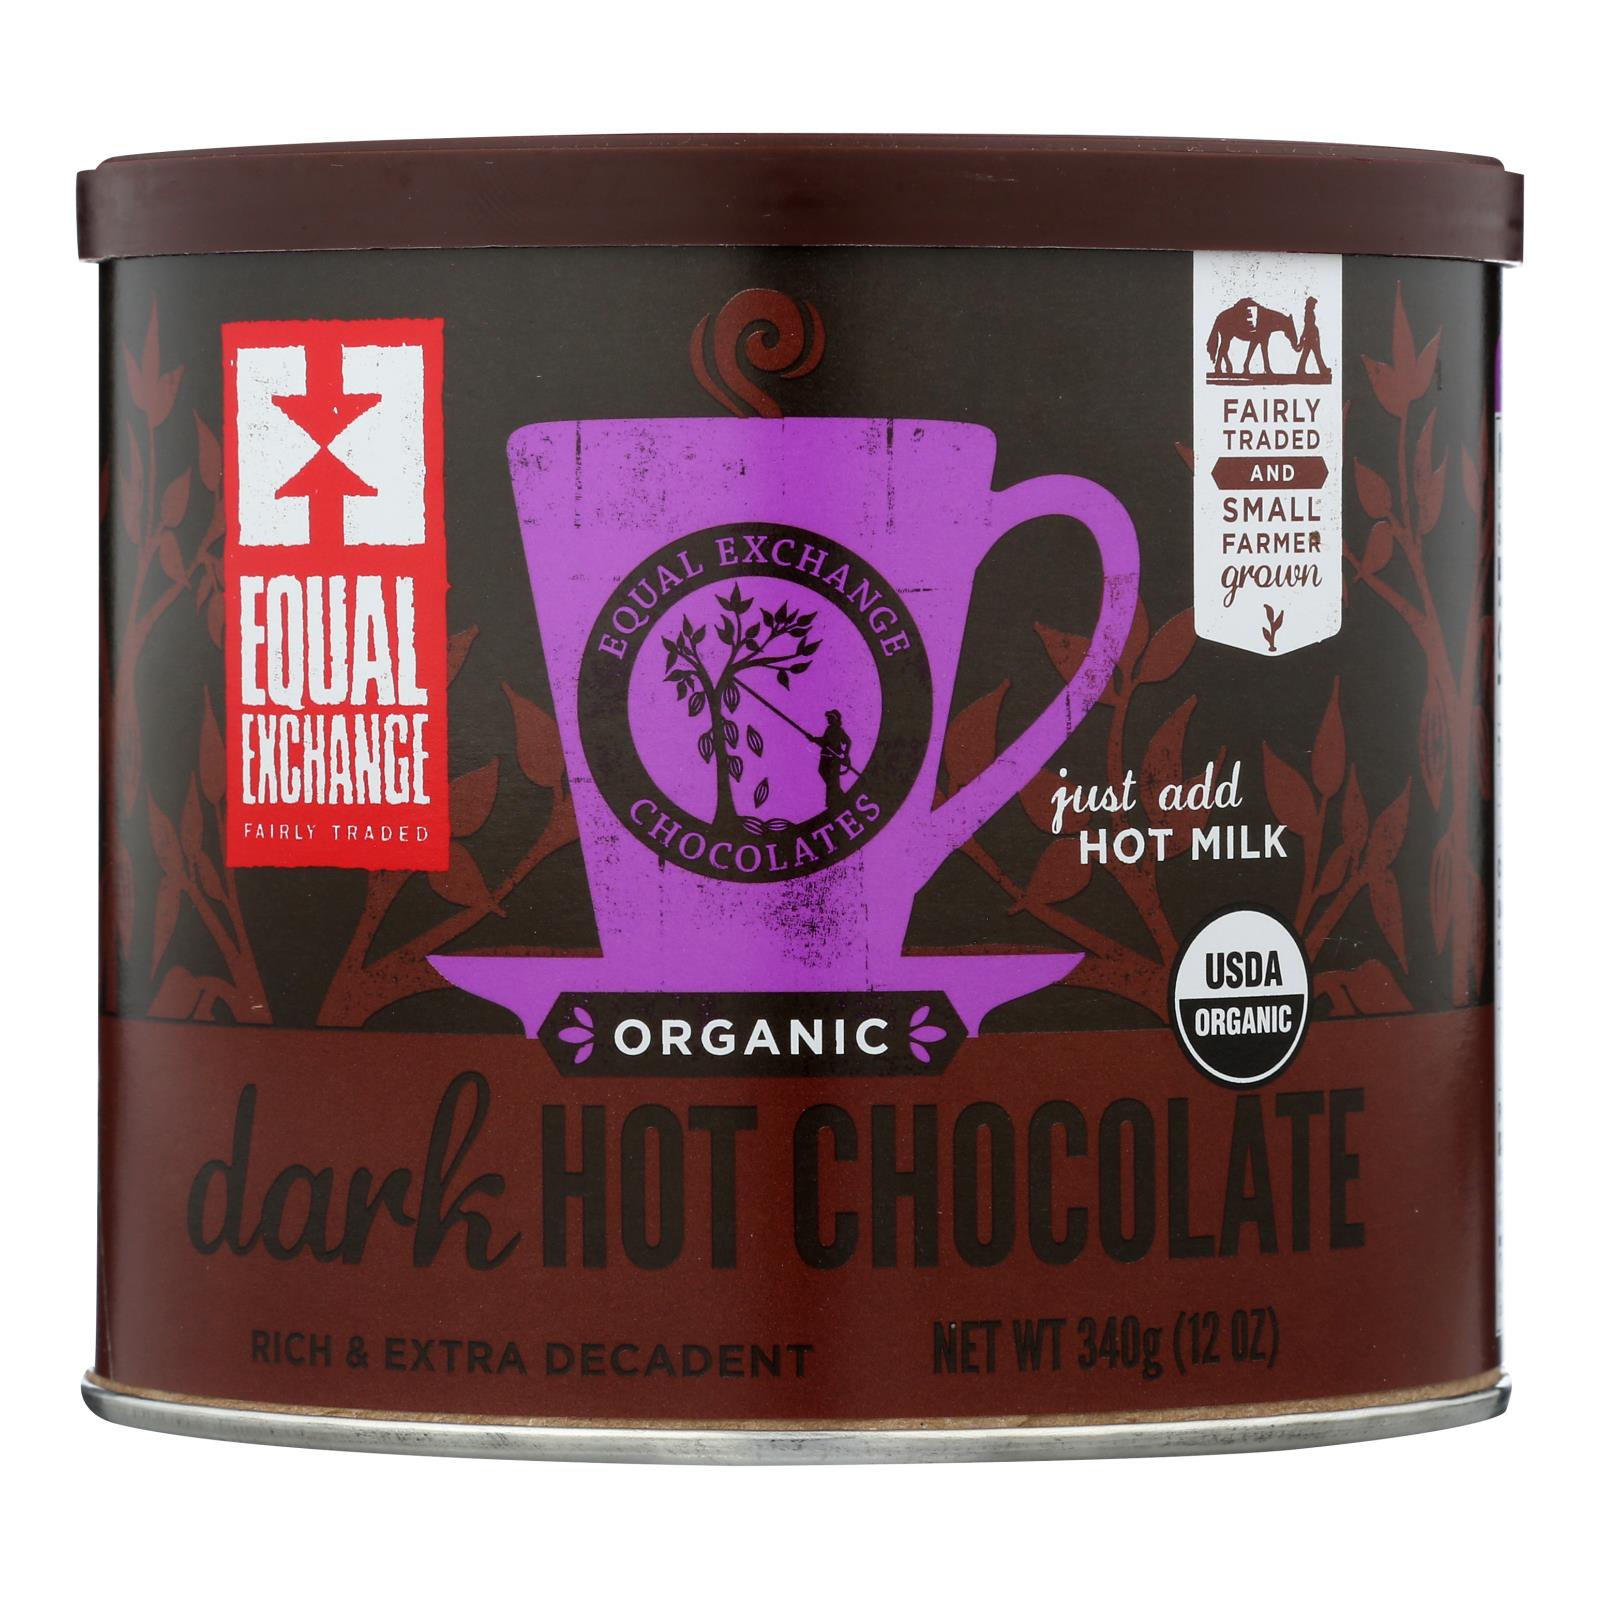 EQUAL
EXCHANGE
FAIRLY TRADED
EQUAL EXCHANGE
CHOCOLATES
FAIRLY
TRADED
AND
SMALL
FARMER
grown
just add
HOT MILK
USDA
ORGANIC
ORGANIC
dark HOT CHOCOLATE
RICH & EXTRA DECADENT
NET WT 340g (12 OZ)